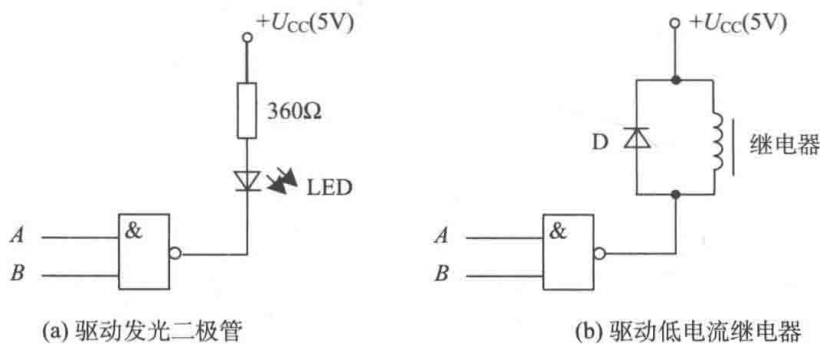 +UCC(5V)
360Ω
LED
A
&
B
(a) 驱动发光二极管
+UCC(5V)
D
继电器
A
&
B
(b) 驱动低电流继电器